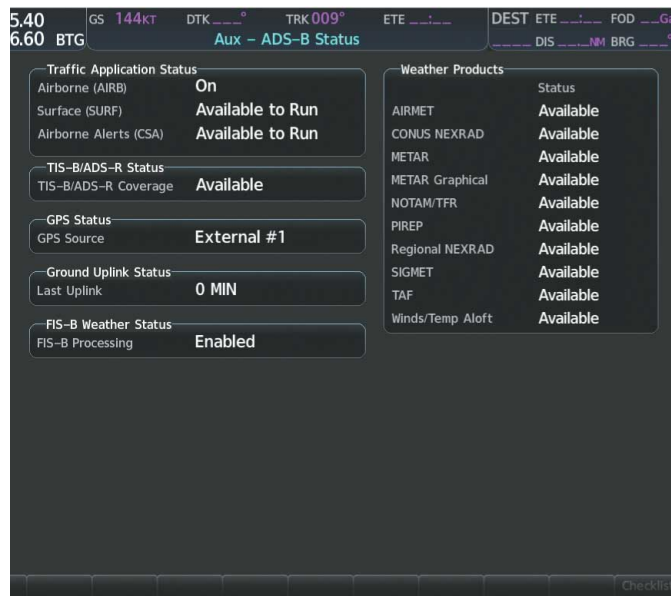 5.40 GS 144KT DTK ___° TRK 009° ETE __:__ DEST ETE __:__ FOD __Ga
6.60 BTG Aux – ADS-B Status ____ DIS __.__NM BRG ___°
Traffic Application Status
Airborne (AIRB) On
Surface (SURF) Available to Run
Airborne Alerts (CSA) Available to Run
TIS-B/ADS-R Status
TIS-B/ADS-R Coverage Available
GPS Status
GPS Source External #1
Ground Uplink Status
Last Uplink 0 MIN
FIS-B Weather Status
FIS-B Processing Enabled
Weather Products
Status
AIRMET Available
CONUS NEXRAD Available
METAR Available
METAR Graphical Available
NOTAM/TFR Available
PIREP Available
Regional NEXRAD Available
SIGMET Available
TAF Available
Winds/Temp Aloft Available
Checklist